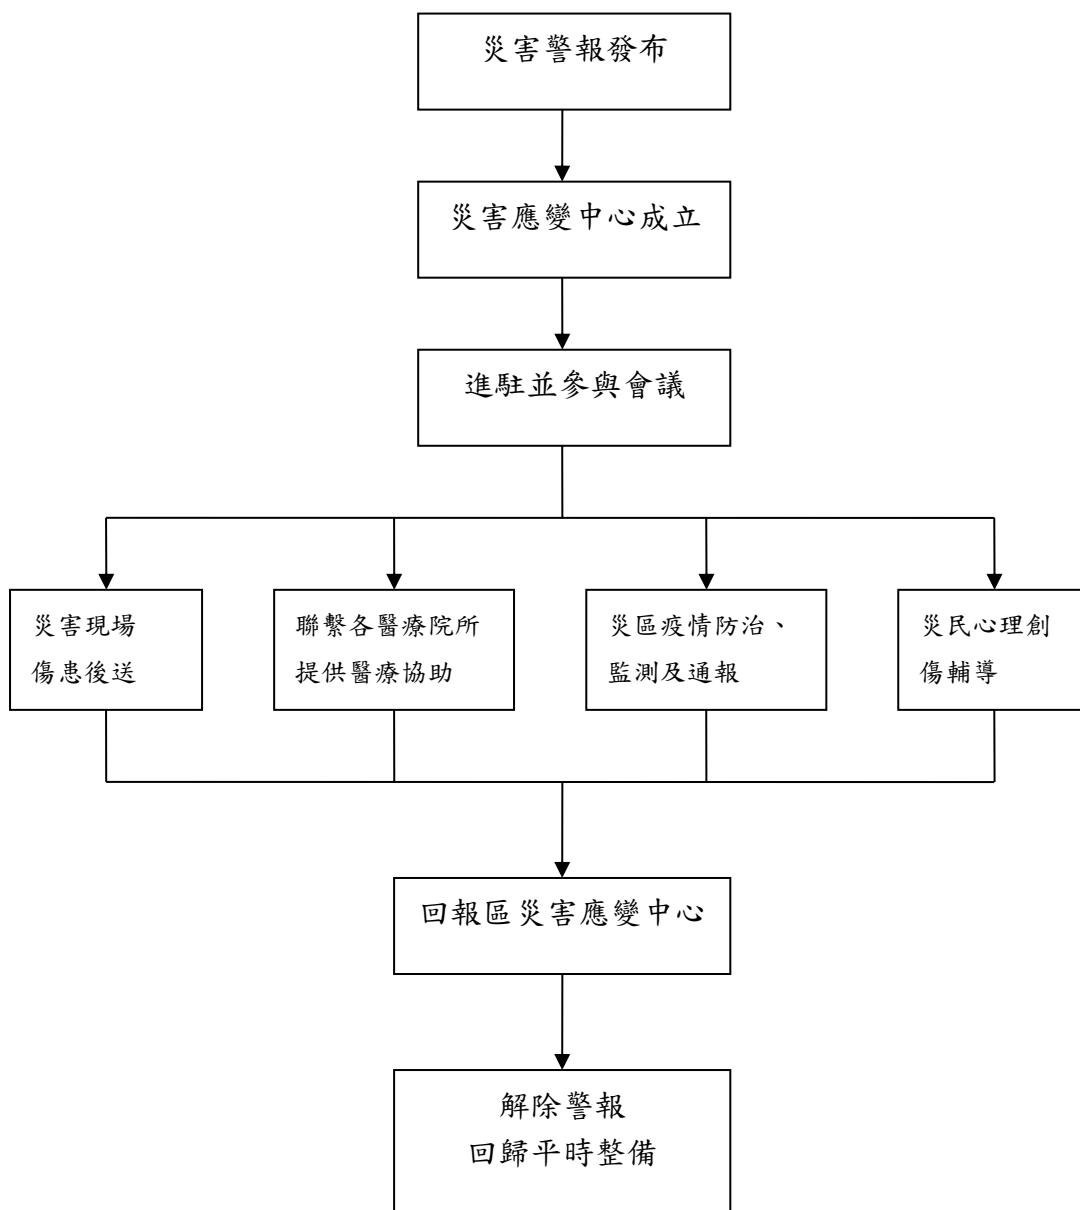 災害警報發布
災害應變中心成立
進駐並參與會議
災害現場
傷患後送
聯繫各醫療院所
提供醫療協助
災區疫情防治、
監測及通報
災民心理創
傷輔導
回報區災害應變中心
解除警報
回歸平時整備